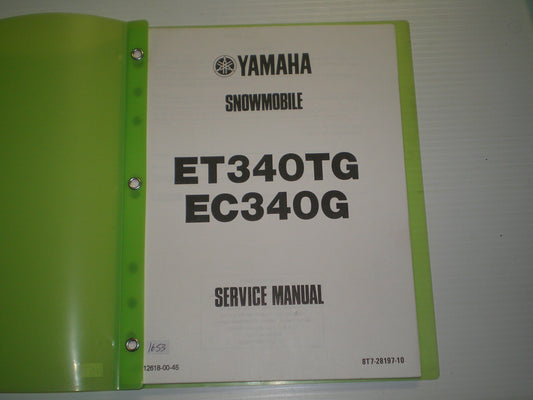 YAMAHA
SNOWMOBILE
ET340TG
EC340G
SERVICE MANUAL
1653
12618-00-45
8T7-28197-10